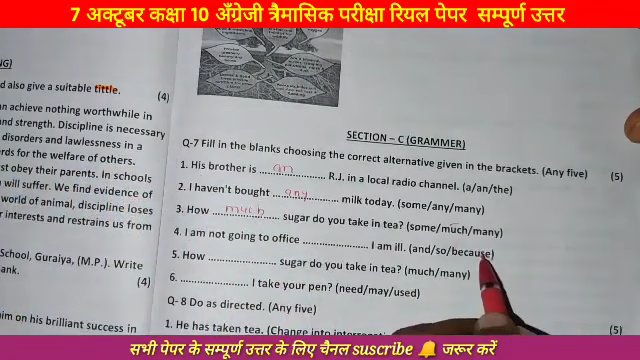 7 अक्टूबर कक्षा 10 अँग्रेजी त्रैमासिक परीक्षा रियल पेपर सम्पूर्ण उत्तर
NG)
d also give a suitable tittle.
(4)
n achieve nothing worthwhile in
and strength. Discipline is necessary
disorders and lawlessness in a
rds for the welfare of others.
st obey their parents. In schools
will suffer. We find evidence of
world of animal, discipline loses
r interests and restrains us from
School, Guraiya, (M.P.). Write
ank.
(4)
him on his brilliant success in
SECTION – C (GRAMMER)
Q-7 Fill in the blanks choosing the correct alternative given in the brackets. (Any five) (5)
1. His brother is ...an... R.J. in a local radio channel. (a/an/the)
2. I haven't bought ...any... milk today. (some/any/many)
3. How ...much... sugar do you take in tea? (some/much/many)
4. I am not going to office ........................ I am ill. (and/so/because)
5. How ........................ sugar do you take in tea? (much/many)
6. ........................ I take your pen? (need/may/used)
Q- 8 Do as directed. (Any five)
(5)
1. He has taken tea. (Change into
सभी पेपर के सम्पूर्ण उत्तर के लिए चैनल suscribe 🔔 जरूर करें